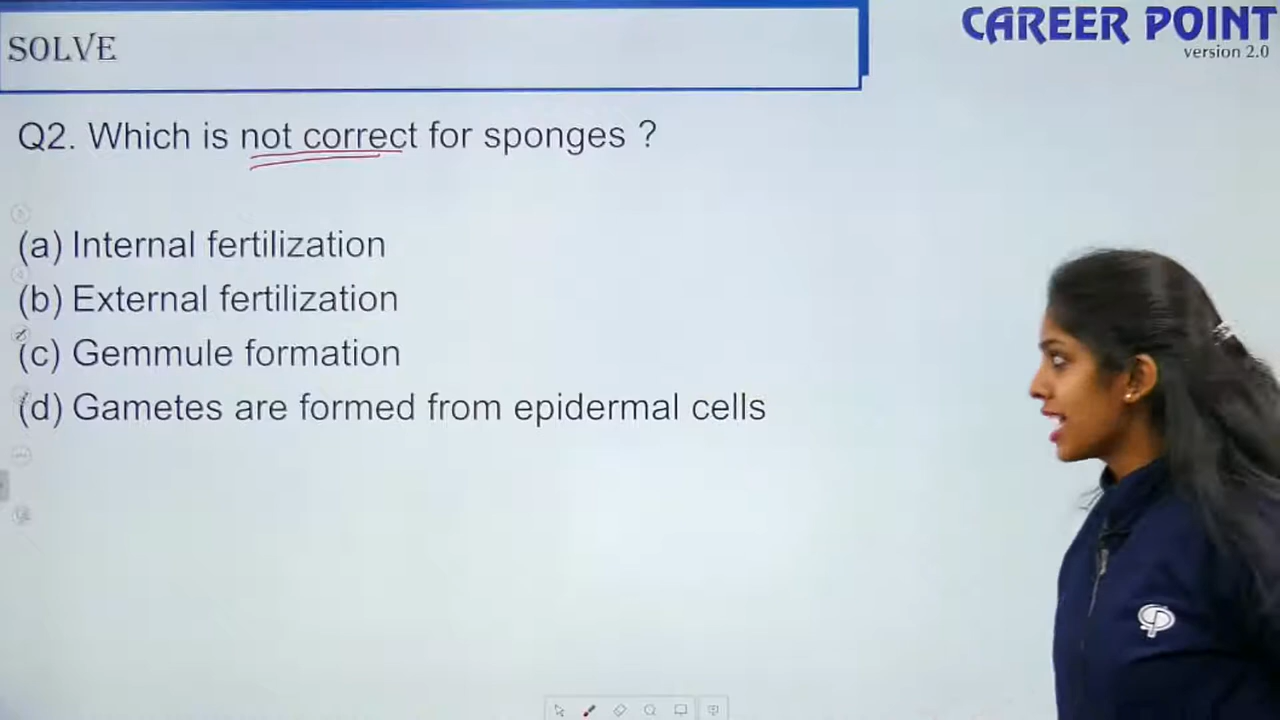 SOLVE
CAREER POINT
version 2.0
Q2. Which is not correct for sponges ?
(a) Internal fertilization
(b) External fertilization
(c) Gemmule formation
(d) Gametes are formed from epidermal cells